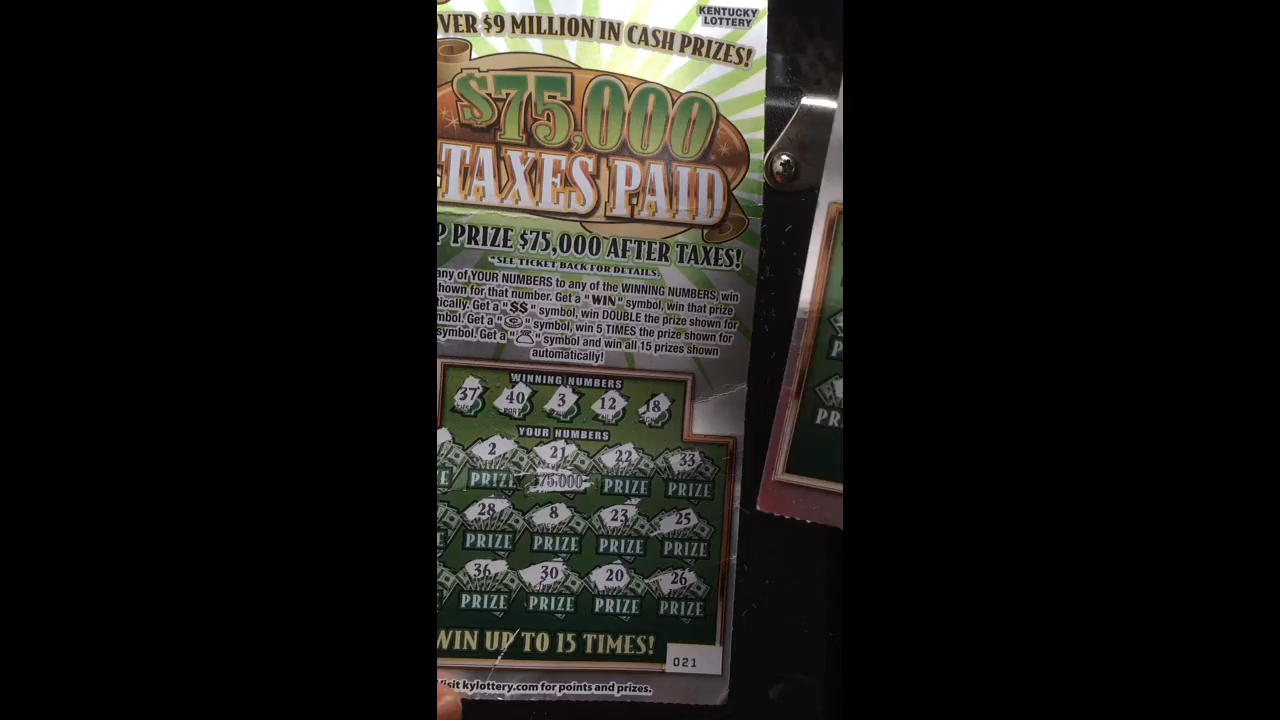 KENTUCKY
LOTTERY
VER $9 MILLION IN CASH PRIZES!
$75,000
TAXES PAID
P PRIZE $75,000 AFTER TAXES!
*SEE TICKET BACK FOR DETAILS.
any of YOUR NUMBERS to any of the WINNING NUMBERS, win
hown for that number. Get a "WIN" symbol, win that prize
tically. Get a "$$" symbol, win DOUBLE the prize shown for
mbol. Get a " " symbol, win 5 TIMES the prize shown for
symbol. Get a " " symbol and win all 15 prizes shown
automatically!
WINNING NUMBERS
37 40 3 12 18
YOUR NUMBERS
2 21 22 33
E PRIZE 75,000 PRIZE PRIZE
28 8 23 25
E PRIZE PRIZE PRIZE PRIZE
36 30 20 26
PRIZE PRIZE PRIZE PRIZE
WIN UP TO 15 TIMES!
021
Visit kylottery.com for points and prizes.
P
PR